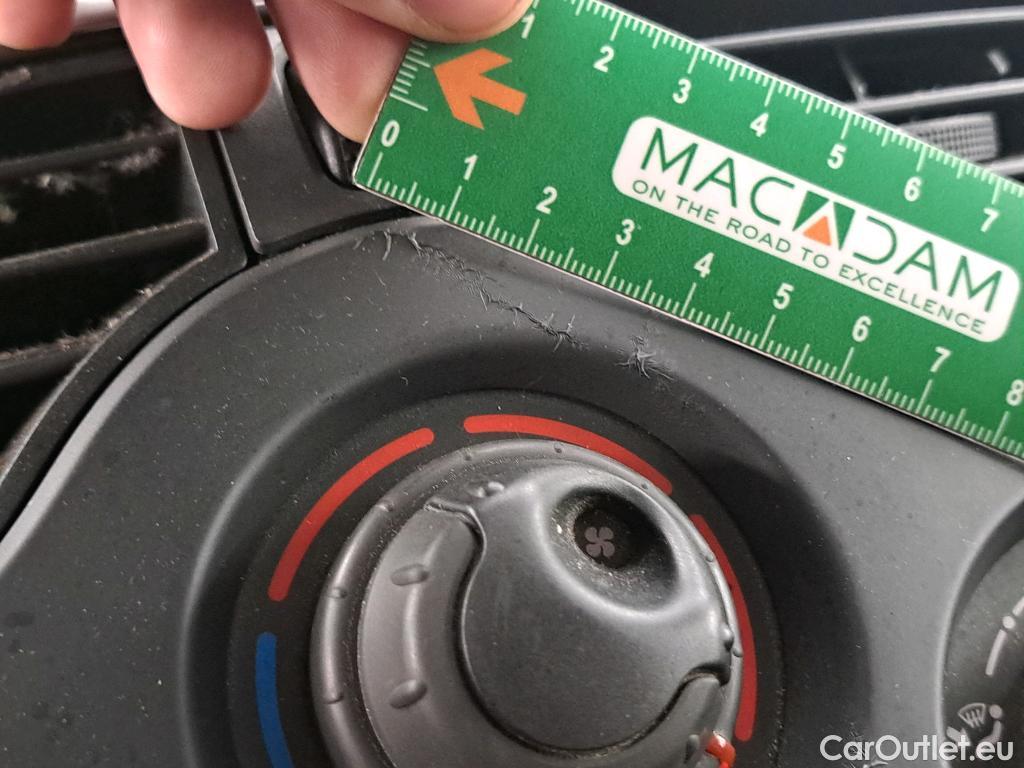 1 2 3 4 5 6 7
0 1 2 3 4 5 6 7 8
MACADAM
ON THE ROAD TO EXCELLENCE
CarOutlet.eu